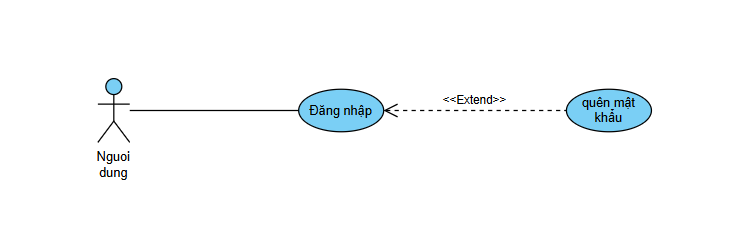 <<Extend>>
Đăng nhập
quên mật
khẩu
Nguoi
dung